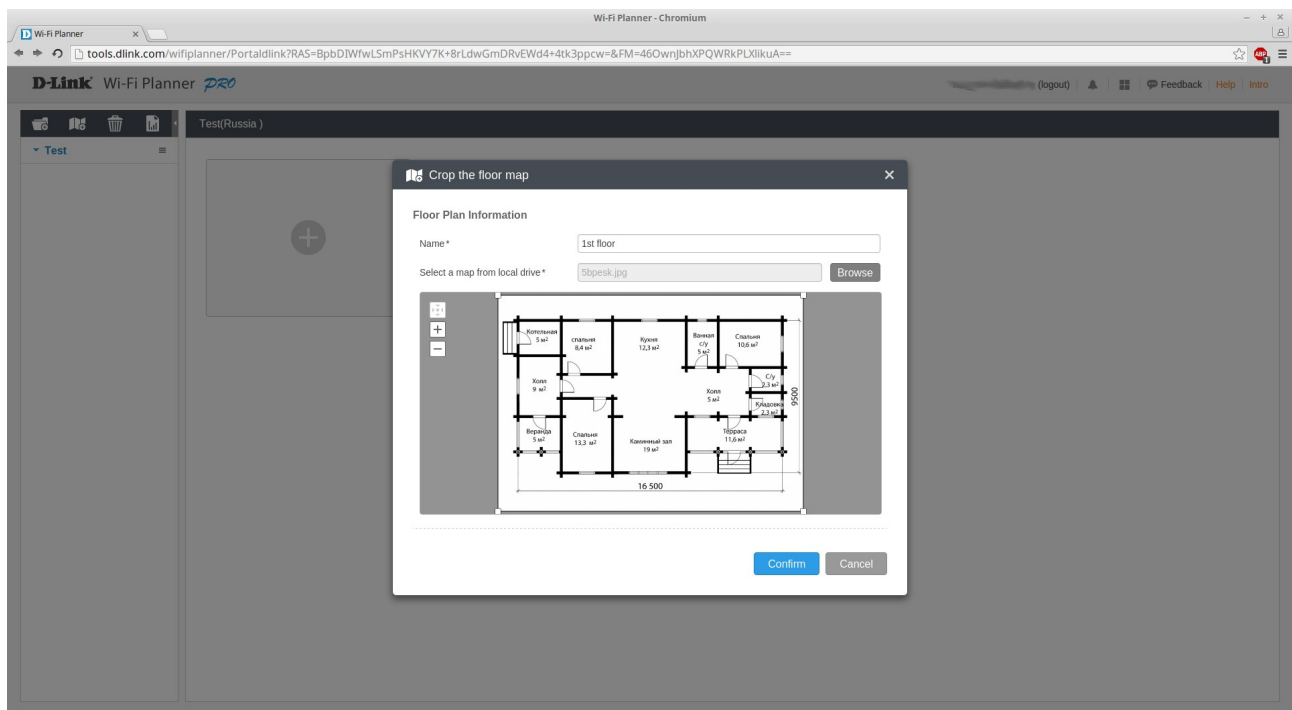 Wi-Fi Planner - Chromium
Wi-Fi Planner
tools.dlink.com/wifiplanner/Portaldlink?RAS=BpbDIWfwLSmPsHKVY7K+8rLdwGmDRvEWd4+4tk3ppcw=&FM=46OwnJbhXPQWRkPLXlikuA==
ABP
D-Link Wi-Fi Planner PRO
(logout)
Feedback
Help
Intro
Test(Russia )
Test
Crop the floor map
Floor Plan Information
Name*
1st floor
Select a map from local drive*
5bpesk.jpg
Browse
Котельная
5 м2
спальня
8,4 м2
Кухня
12,3 м2
Ванная
с/у
5 м2
Спальня
10,6 м2
Холл
9 м2
Холл
5 м2
С/у
2,3 м2
Кладовка
2,3 м2
9500
Веранда
5 м2
Спальня
13,3 м2
Каминный зал
19 м2
Терраса
11,6 м2
16 500
Confirm
Cancel